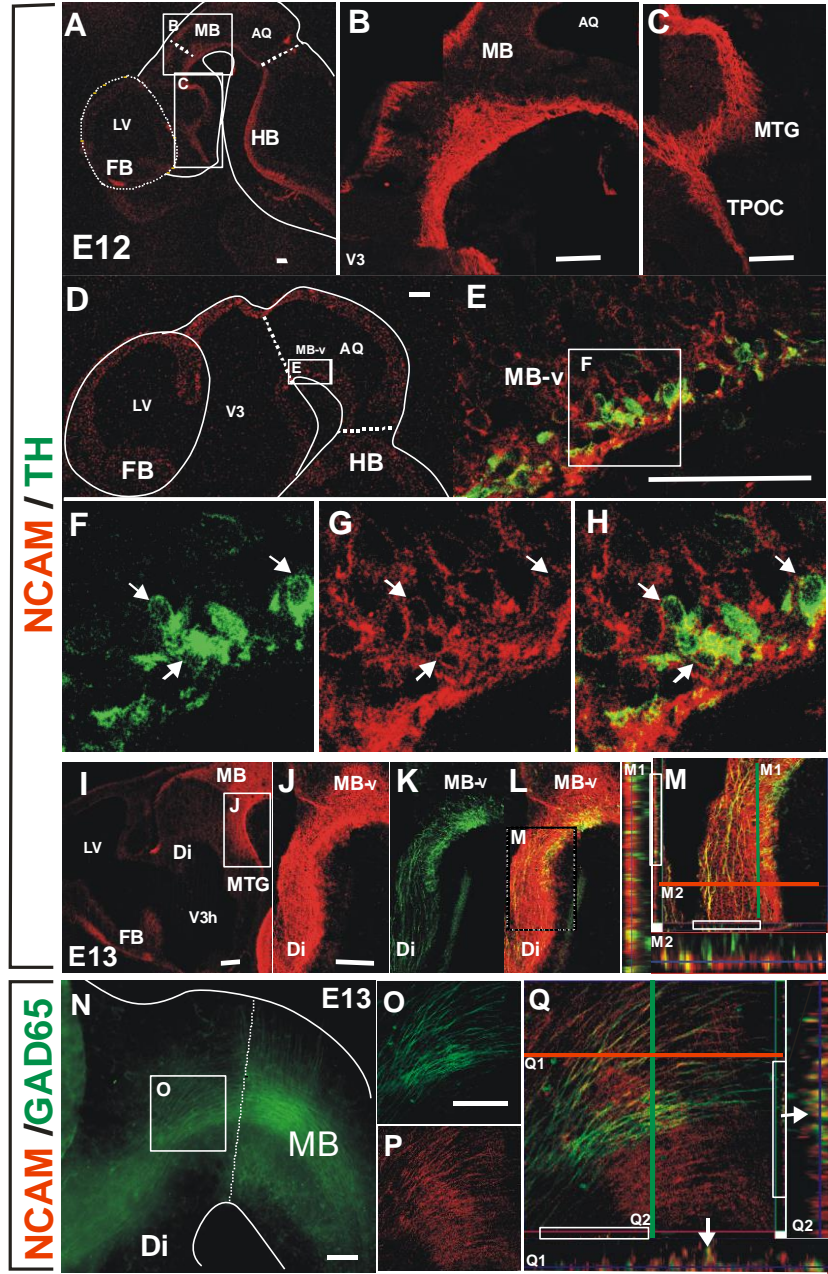 NCAM / TH
A
B
MB
AQ
C
LV
FB
HB
E12
B
MB
AQ
V3
C
MTG
TPOC
D
MB-v
AQ
E
LV
V3
FB
HB
E
MB-v
F
F
G
H
I
MB
J
LV
Di
MTG
V3h
FB
E13
J
MB-v
Di
K
MB-v
Di
L
MB-v
M
Di
M1
M
M1
M2
M2
NCAM /GAD65
N
E13
O
MB
Di
O
P
Q
Q1
Q2
Q2
Q1